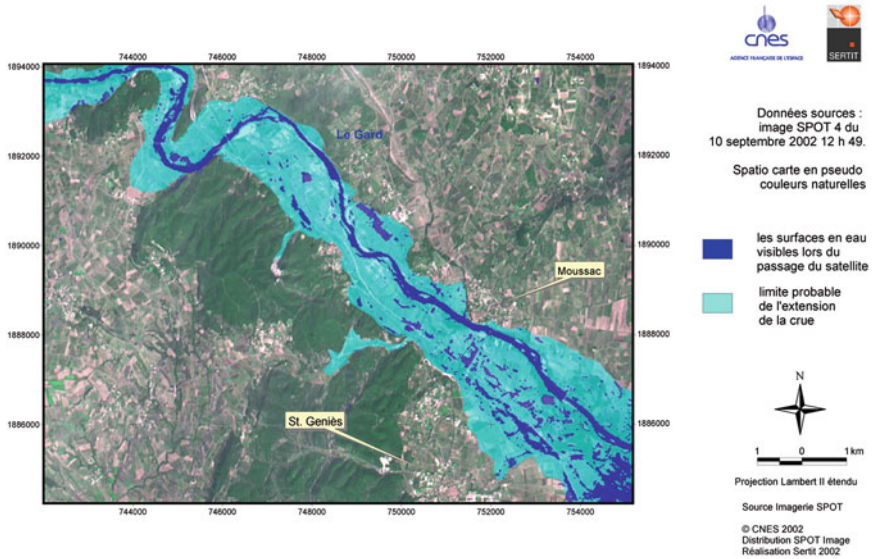 cnes
AGENCE FRANÇAISE DE L'ESPACE
SERTIT
744000 746000 748000 750000 752000 754000
1894000 1894000
1892000 1892000
1890000 1890000
1888000 1888000
1886000 1886000
Le Gard
Moussac
St. Geniès
744000 746000 748000 750000 752000 754000
Données sources :
image SPOT 4 du
10 septembre 2002 12 h 49.
Spatio carte en pseudo
couleurs naturelles
les surfaces en eau
visibles lors du
passage du satellite
limite probable
de l'extension
de la crue
N
1 0 1 km
Projection Lambert II étendu
Source Imagerie SPOT
© CNES 2002
Distribution SPOT Image
Réalisation Sertit 2002